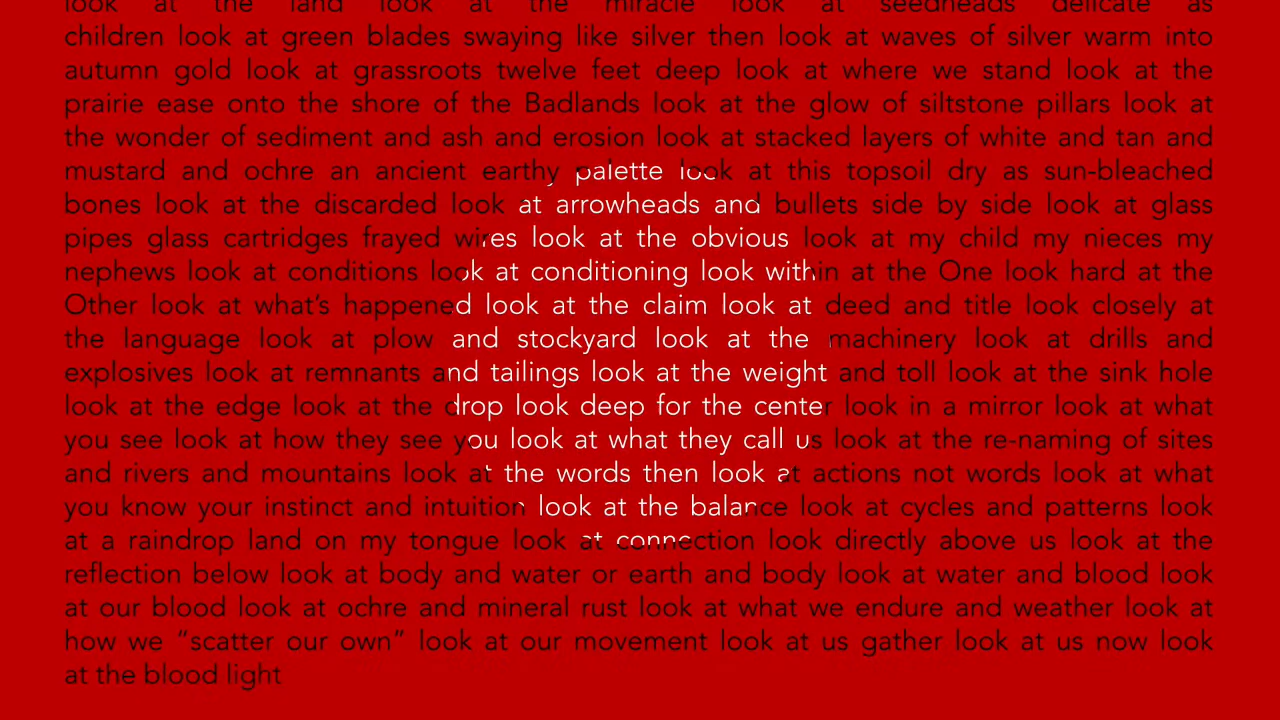 look at the land look at the miracle look at seedheads delicate as
children look at green blades swaying like silver then look at waves of silver warm into
autumn gold look at grassroots twelve feet deep look at where we stand look at the
prairie ease onto the shore of the Badlands look at the glow of siltstone pillars look at
the wonder of sediment and ash and erosion look at stacked layers of white and tan and
mustard and ochre an ancient earthy palette look at this topsoil dry as sun-bleached
bones look at the discarded look at arrowheads and bullets side by side look at glass
pipes glass cartridges frayed wires look at the obvious look at my child my nieces my
nephews look at conditions look at conditioning look within at the One look hard at the
Other look at what’s happened look at the claim look at deed and title look closely at
the language look at plow and stockyard look at the machinery look at drills and
explosives look at remnants and tailings look at the weight and toll look at the sink hole
look at the edge look at the drop look deep for the center look in a mirror look at what
you see look at how they see you look at what they call us look at the re-naming of sites
and rivers and mountains look at the words then look at actions not words look at what
you know your instinct and intuition look at the balance look at cycles and patterns look
at a raindrop land on my tongue look at connection look directly above us look at the
reflection below look at body and water or earth and body look at water and blood look
at our blood look at ochre and mineral rust look at what we endure and weather look at
how we “scatter our own” look at our movement look at us gather look at us now look
at the blood light